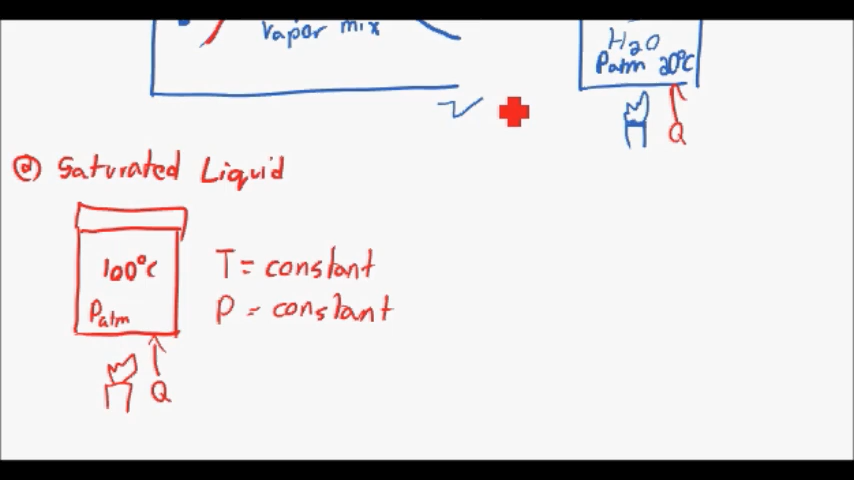 Vapor mix
H2O
Patm 20°C
V
Q
@ Saturated Liquid
100°C
T = constant
Patm
P = constant
Q